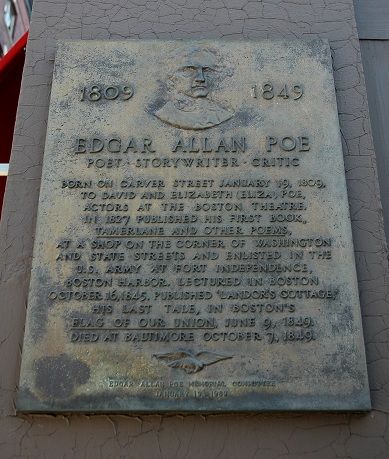 1809 1849
EDGAR ALLAN POE
POET · STORYWRITER · CRITIC
BORN ON CARVER STREET JANUARY 19, 1809,
TO DAVID AND ELIZABETH (ELIZA) POE,
ACTORS AT THE BOSTON THEATRE.
IN 1827 PUBLISHED HIS FIRST BOOK,
TAMERLANE AND OTHER POEMS,
AT A SHOP ON THE CORNER OF WASHINGTON
AND STATE STREETS AND ENLISTED IN THE
U.S. ARMY AT FORT INDEPENDENCE,
BOSTON HARBOR. LECTURED IN BOSTON
OCTOBER 16, 1845. PUBLISHED "LANDOR'S COTTAGE,"
HIS LAST TALE, IN BOSTON'S
FLAG OF OUR UNION, JUNE 9, 1849.
DIED AT BALTIMORE OCTOBER 7, 1849.
EDGAR ALLAN POE MEMORIAL COMMITTEE
JANUARY 19, 1989